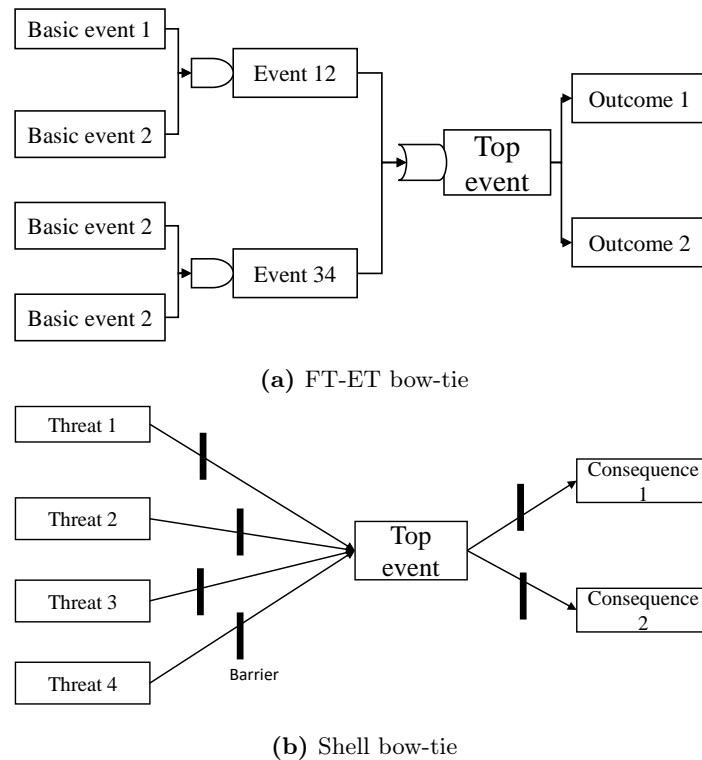 Basic event 1
Event 12
Basic event 2
Top
event
Outcome 1
Outcome 2
Basic event 2
Event 34
Basic event 2
(a) FT-ET bow-tie
Threat 1
Threat 2
Threat 3
Threat 4
Barrier
Top
event
Consequence
1
Consequence
2
(b) Shell bow-tie